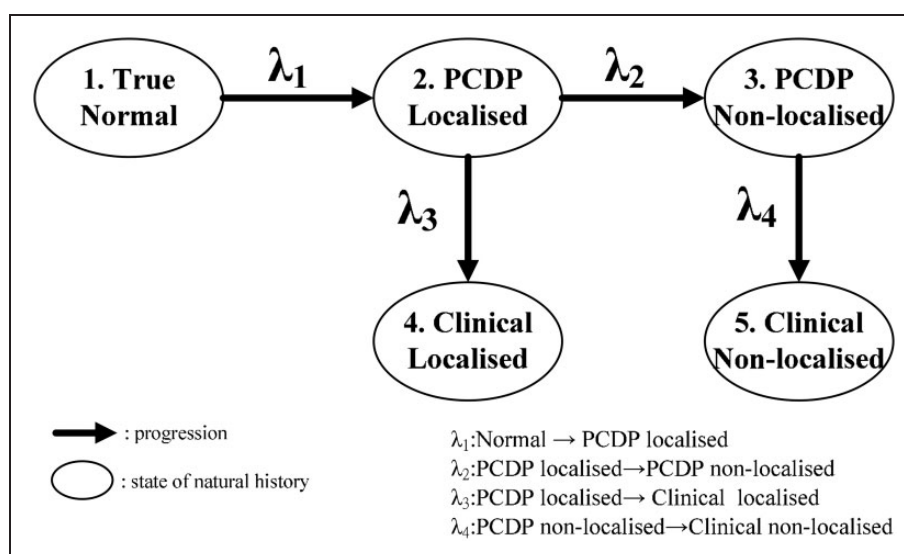 1. True
Normal
λ1
2. PCDP
Localised
λ2
3. PCDP
Non-localised
λ3
λ4
4. Clinical
Localised
5. Clinical
Non-localised
: progression
: state of natural history
λ1:Normal → PCDP localised
λ2:PCDP localised→PCDP non-localised
λ3:PCDP localised→ Clinical localised
λ4:PCDP non-localised→Clinical non-localised